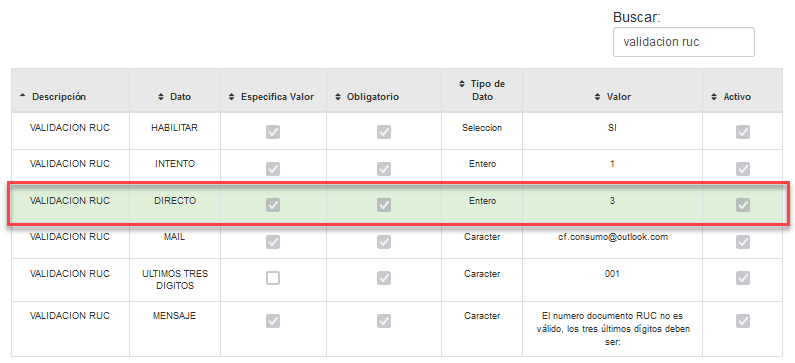 Buscar:
validacion ruc
Descripción Dato Especifica Valor Obligatorio Tipo de Dato Valor Activo
VALIDACION RUC HABILITAR Seleccion SI
VALIDACION RUC INTENTO Entero 1
VALIDACION RUC DIRECTO Entero 3
VALIDACION RUC MAIL Caracter cf.consumo@outlook.com
VALIDACION RUC ULTIMOS TRES DIGITOS Caracter 001
VALIDACION RUC MENSAJE Caracter El numero documento RUC no es
válido, los tres últimos dígitos deben
ser: